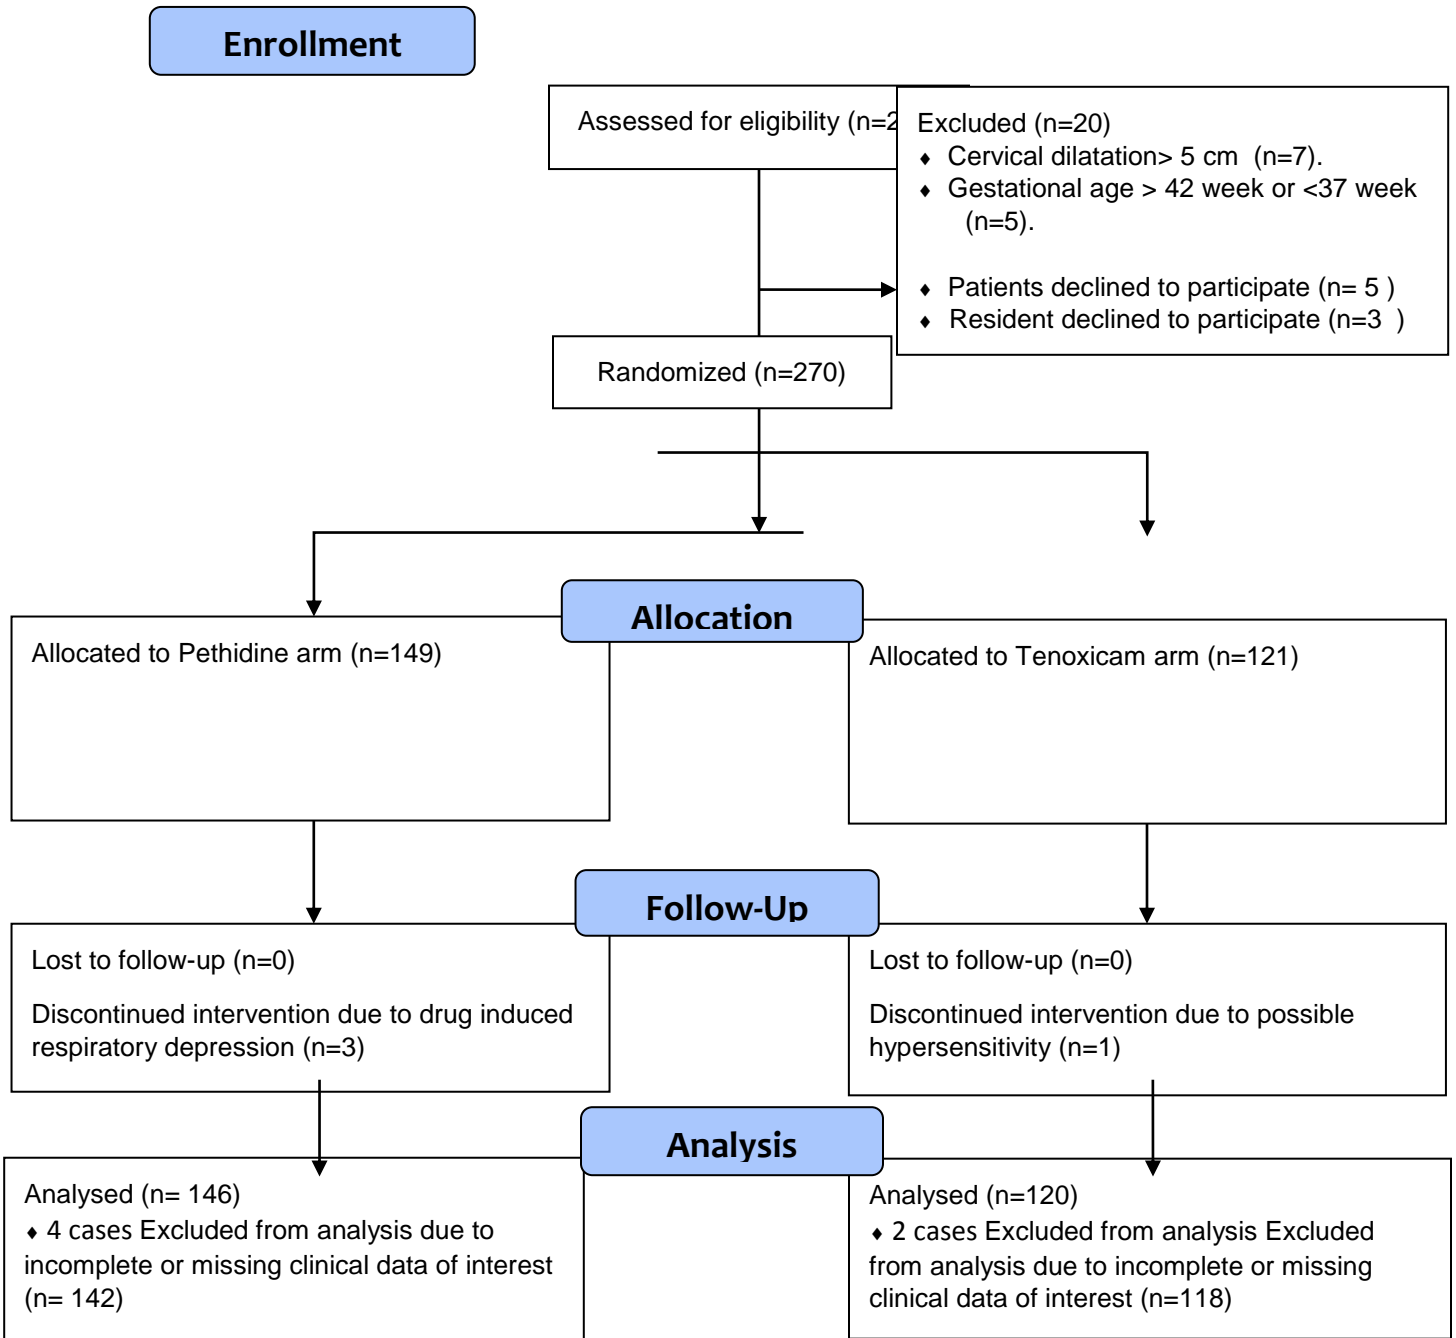 Enrollment
Assessed for eligibility (n=2
Excluded (n=20)
♦ Cervical dilatation> 5 cm (n=7).
♦ Gestational age > 42 week or <37 week
(n=5).
♦ Patients declined to participate (n= 5 )
♦ Resident declined to participate (n=3 )
Randomized (n=270)
Allocation
Allocated to Pethidine arm (n=149)
Allocated to Tenoxicam arm (n=121)
Follow-Up
Lost to follow-up (n=0)
Discontinued intervention due to drug induced
respiratory depression (n=3)
Lost to follow-up (n=0)
Discontinued intervention due to possible
hypersensitivity (n=1)
Analysis
Analysed (n= 146)
♦ 4 cases Excluded from analysis due to
incomplete or missing clinical data of interest
(n= 142)
Analysed (n=120)
♦ 2 cases Excluded from analysis Excluded
from analysis due to incomplete or missing
clinical data of interest (n=118)